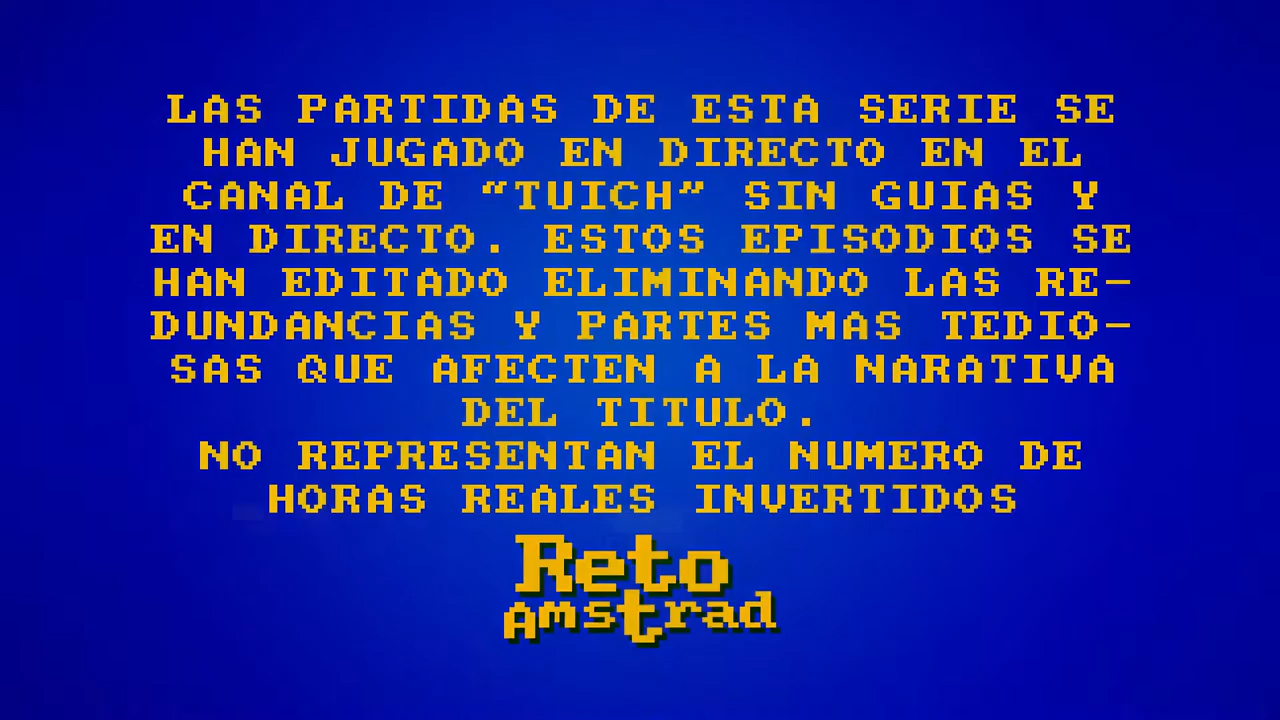 LAS PARTIDAS DE ESTA SERIE SE
HAN JUGADO EN DIRECTO EN EL
CANAL DE “TUICH” SIN GUIAS Y
EN DIRECTO. ESTOS EPISODIOS SE
HAN EDITADO ELIMINANDO LAS RE-
DUNDANCIAS Y PARTES MAS TEDIO-
SAS QUE AFECTEN A LA NARATIVA
DEL TITULO.
NO REPRESENTAN EL NUMERO DE
HORAS REALES INVERTIDOS
Reto
Amstrad